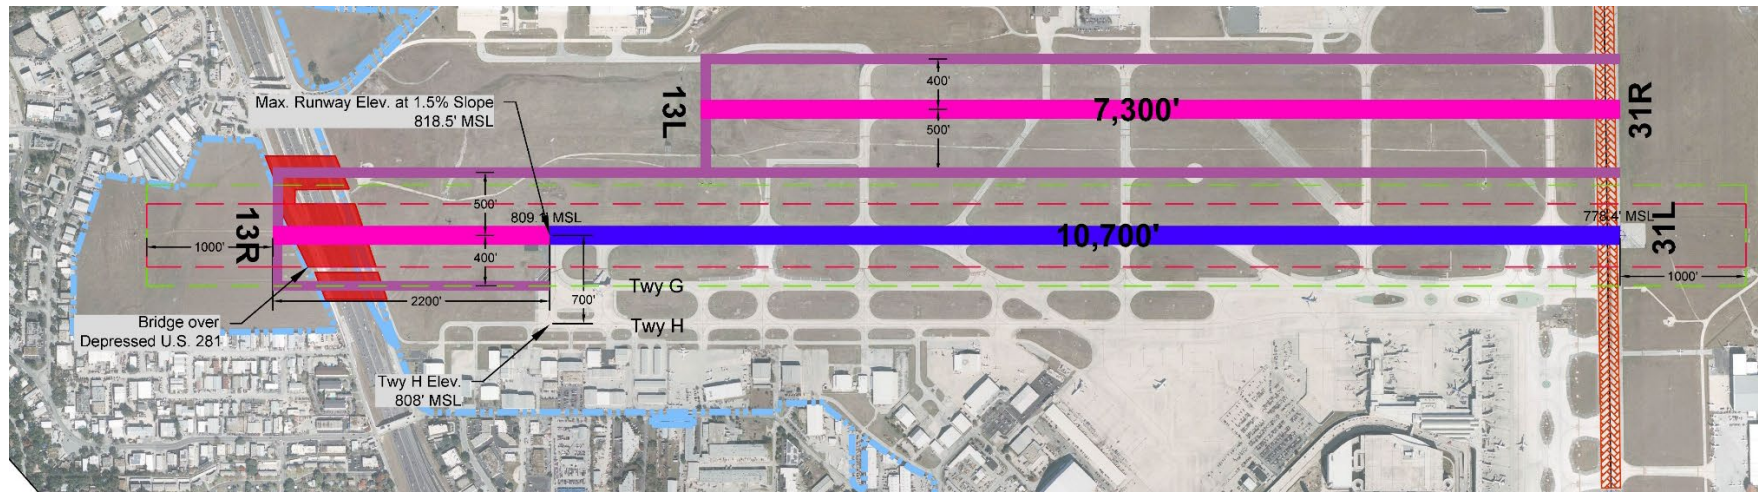 400'
Max. Runway Elev. at 1.5% Slope
818.5' MSL
13L
7,300'
31R
500'
500'
809.1' MSL
778.4' MSL
13R
10,700'
31L
1000'
400'
1000'
2200'
700'
Twy G
Bridge over
Depressed U.S. 281
Twy H
Twy H Elev.
808' MSL